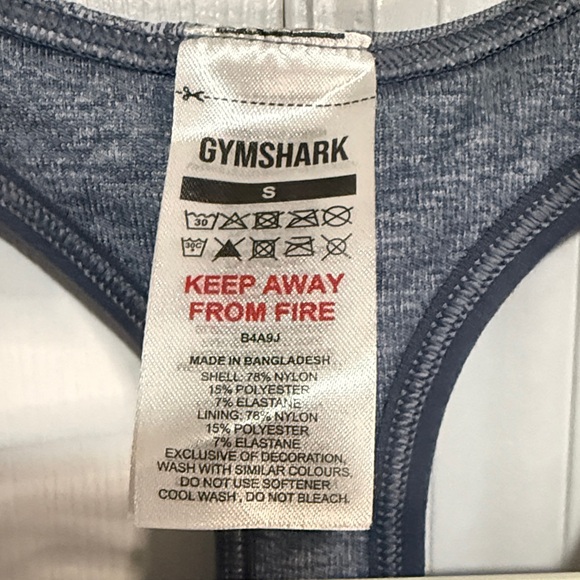 GYMSHARK
S
30
30C
KEEP AWAY
FROM FIRE
B4A9J
MADE IN BANGLADESH
SHELL: 78% NYLON
15% POLYESTER
7% ELASTANE
LINING: 78% NYLON
15% POLYESTER
7% ELASTANE
EXCLUSIVE OF DECORATION,
WASH WITH SIMILAR COLOURS,
DO NOT USE SOFTENER
COOL WASH , DO NOT BLEACH.